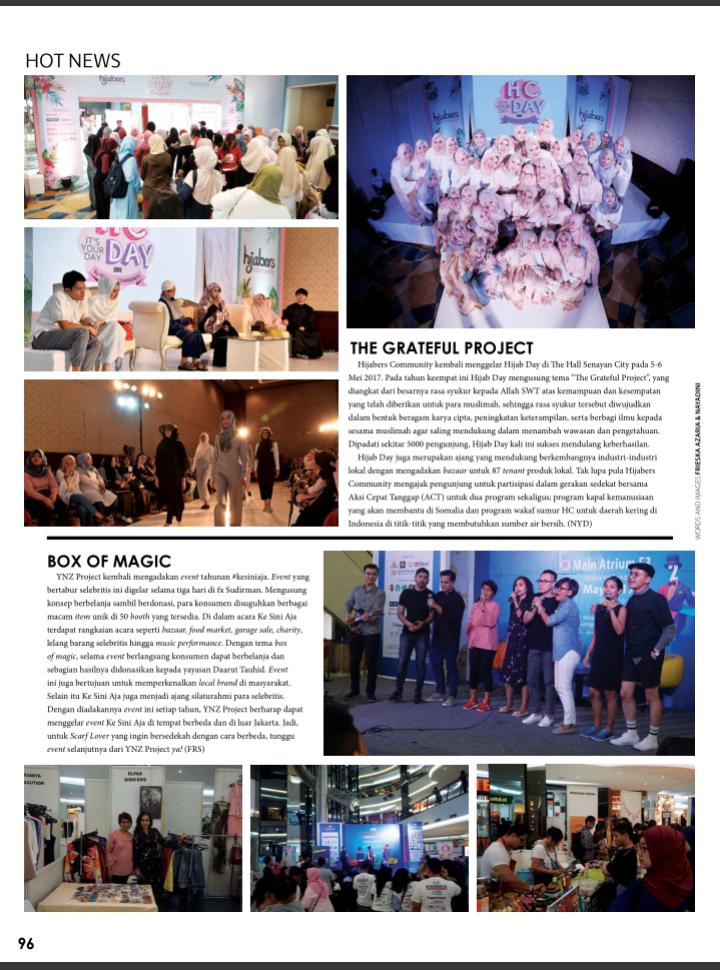 HOT NEWS
hijabers
HC
DAY
hijabers
HC
IT'S
YOUR
DAY
DAY
hijabers
THE GRATEFUL PROJECT
Hijabers Community kembali menggelar Hijab Day di The Hall Senayan City pada 5-6
Mei 2017. Pada tahun keempat ini Hijab Day mengusung tema "The Grateful Project", yang
diangkat dari besarnya rasa syukur kepada Allah SWT atas kemampuan dan kesempatan
yang telah diberikan untuk para muslimah, sehingga rasa syukur tersebut diwujudkan
dalam bentuk beragam karya cipta, peningkatan keterampilan, serta berbagi ilmu kepada
sesama muslimah agar saling mendukung dalam menambah wawasan dan pengetahuan.
Dipadati sekitar 5000 pengunjung, Hijab Day kali ini sukses mendulang keberhasilan.
Hijab Day juga merupakan ajang yang mendukung berkembangnya industri-industri
lokal dengan mengadakan bazaar untuk 87 tenant produk lokal. Tak lupa pula Hijabers
Community mengajak pengunjung untuk partisipasi dalam gerakan sedekat bersama
Aksi Cepat Tanggap (ACT) untuk dua program sekaligus; program kapal kemanusiaan
yang akan membantu di Somalia dan program wakaf sumur HC untuk daerah kering di
Indonesia di titik-titik yang membutuhkan sumber air bersih. (NYD)
WORDS AND IMAGES FRIESKA AZARIA & NAYADINI
BOX OF MAGIC
YNZ Project kembali mengadakan event tahunan #kesiniaja. Event yang
bertabur selebritis ini digelar selama tiga hari di fx Sudirman. Mengusung
konsep berbelanja sambil berdonasi, para konsumen disuguhkan berbagai
macam item unik di 50 booth yang tersedia. Di dalam acara Ke Sini Aja
terdapat rangkaian acara seperti bazaar, food market, garage sale, charity,
lelang barang selebritis hingga music performance. Dengan tema box
of magic, selama event berlangsung konsumen dapat berbelanja dan
sebagian hasilnya didonasikan kepada yayasan Daarut Tauhid. Event
ini juga bertujuan untuk memperkenalkan local brand di masyarakat.
Selain itu Ke Sini Aja juga menjadi ajang silaturahmi para selebritis.
Dengan diadakannya event ini setiap tahun, YNZ Project berharap dapat
menggelar event Ke Sini Aja di tempat berbeda dan di luar Jakarta. Jadi,
untuk Scarf Lover yang ingin bersedekah dengan cara berbeda, tunggu
event selanjutnya dari YNZ Project ya! (FRS)
Main Atrium F3
ELFAS
SINGERS
96